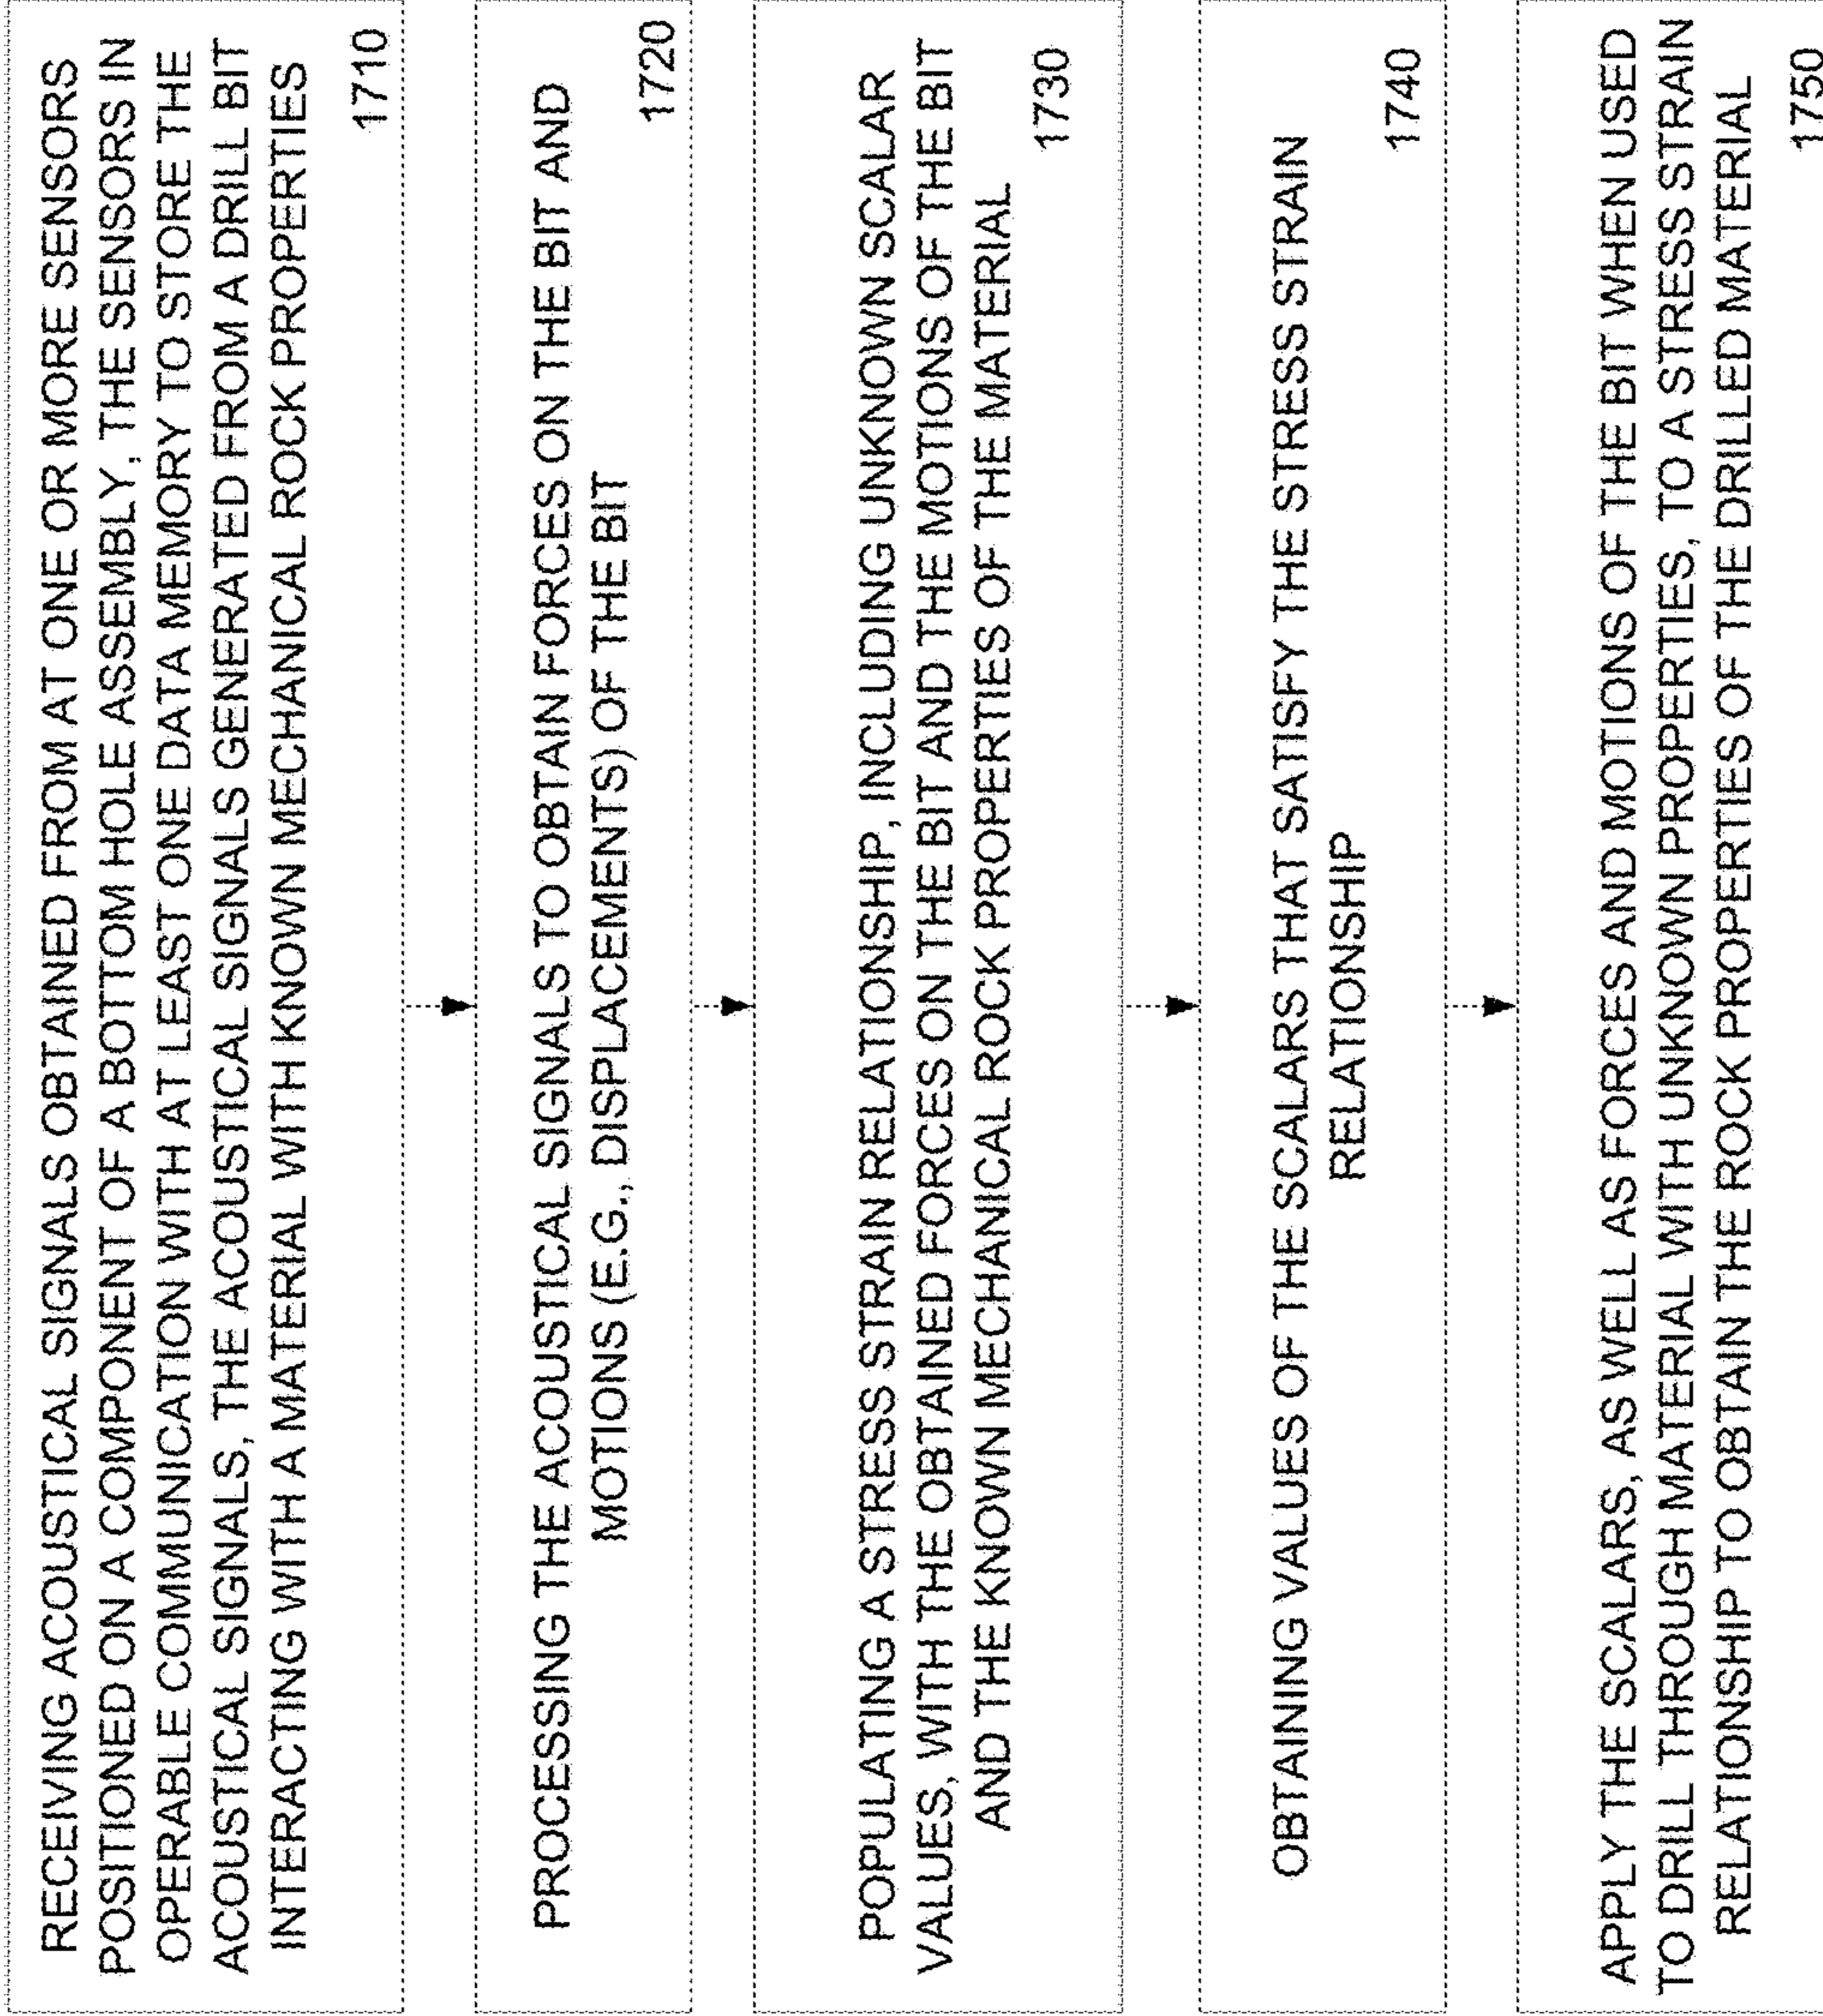 RECEIVING ACOUSTICAL SIGNALS OBTAINED FROM AT ONE OR MORE SENSORS
POSITIONED ON A COMPONENT OF A BOTTOM HOLE ASSEMBLY, THE SENSORS IN
OPERABLE COMMUNICATION WITH AT LEAST ONE DATA MEMORY TO STORE THE
ACOUSTICAL SIGNALS, THE ACOUSTICAL SIGNALS GENERATED FROM A DRILL BIT
INTERACTING WITH A MATERIAL WITH KNOWN MECHANICAL ROCK PROPERTIES
1710
PROCESSING THE ACOUSTICAL SIGNALS TO OBTAIN FORCES ON THE BIT AND
MOTIONS (E.G., DISPLACEMENTS) OF THE BIT
1720
POPULATING A STRESS STRAIN RELATIONSHIP, INCLUDING UNKNOWN SCALAR
VALUES, WITH THE OBTAINED FORCES ON THE BIT AND THE MOTIONS OF THE BIT
AND THE KNOWN MECHANICAL ROCK PROPERTIES OF THE MATERIAL
1730
OBTAINING VALUES OF THE SCALARS THAT SATISFY THE STRESS STRAIN
RELATIONSHIP
1740
APPLY THE SCALARS, AS WELL AS FORCES AND MOTIONS OF THE BIT WHEN USED
TO DRILL THROUGH MATERIAL WITH UNKNOWN PROPERTIES, TO A STRESS STRAIN
RELATIONSHIP TO OBTAIN THE ROCK PROPERTIES OF THE DRILLED MATERIAL
1750